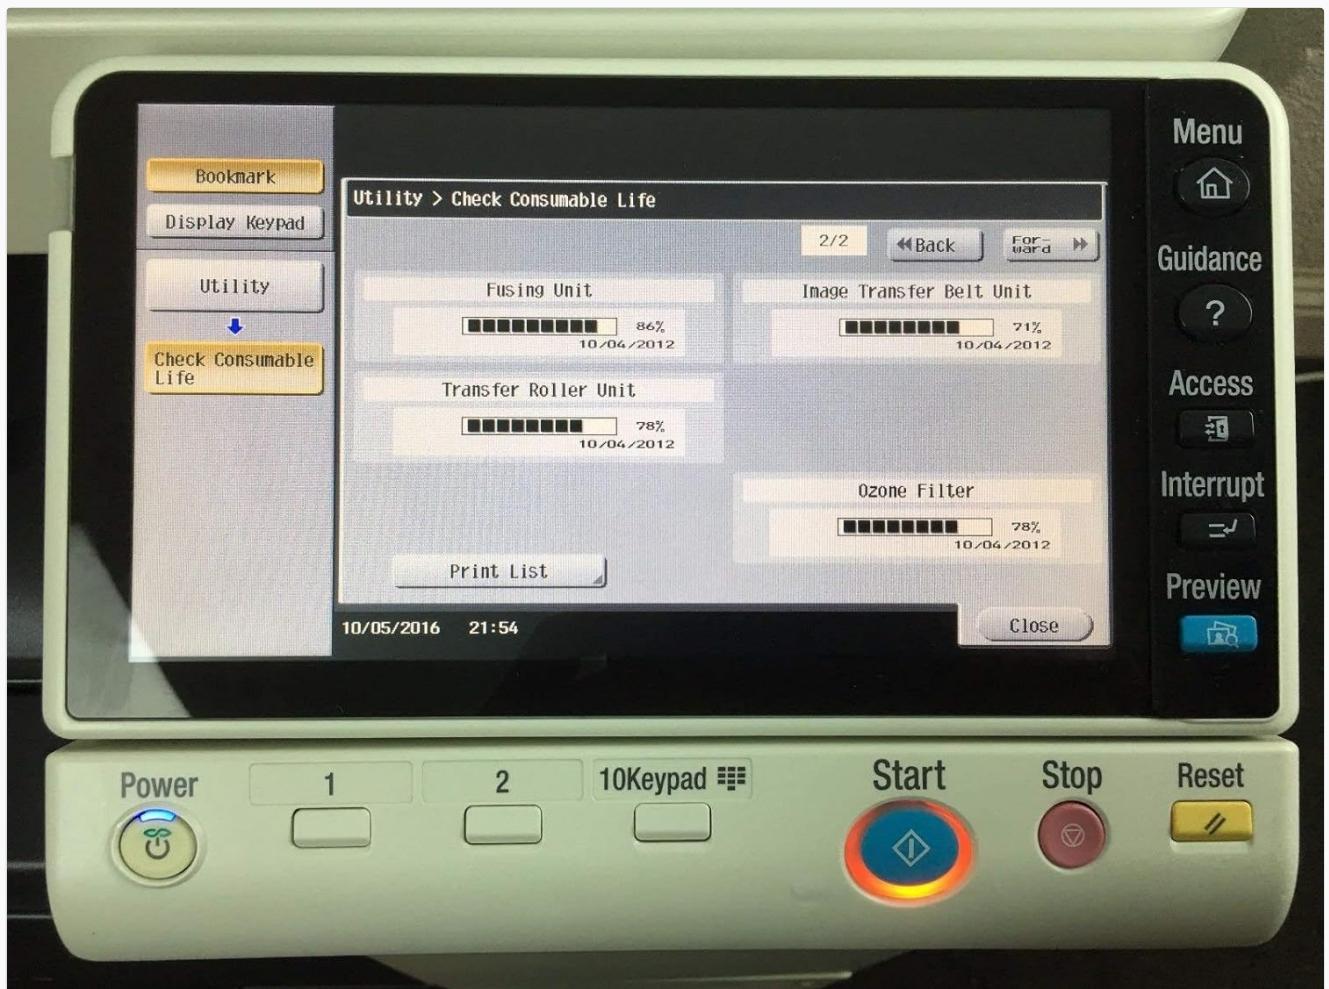 Bookmark
Display Keypad
Utility
Check Consumable
Life
Utility > Check Consumable Life
2/2
Back
For-
ward
Fusing Unit
86%
10/04/2012
Image Transfer Belt Unit
71%
10/04/2012
Transfer Roller Unit
78%
10/04/2012
Ozone Filter
78%
10/04/2012
Print List
10/05/2016 21:54
Close
Menu
Guidance
?
Access
Interrupt
Preview
Power
1
2
10Keypad
Start
Stop
Reset